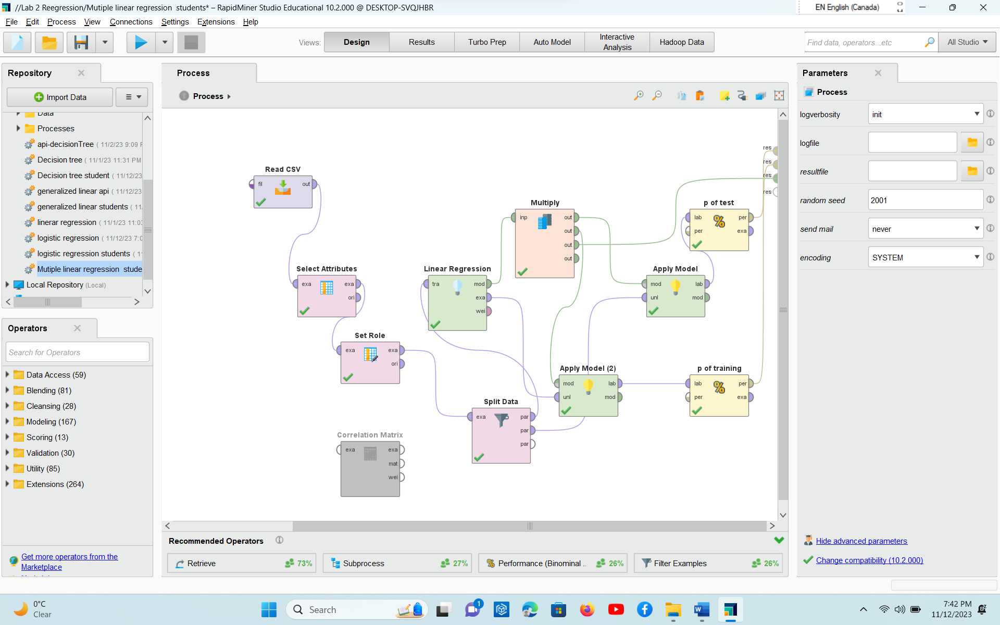 //Lab 2 Reegression/Mutiple linear regression  students* – RapidMiner Studio Educational 10.2.000 @ DESKTOP-SVQJHBR
EN English (Canada)
File Edit Process View Connections Settings Extensions Help
Views:
Design
Results
Turbo Prep
Auto Model
Interactive
Analysis
Hadoop Data
Find data, operators...etc
All Studio
Repository
Import Data
Data
Processes
api-decisionTree ( 11/2/23 9:09
Decision tree ( 11/1/23 11:31 PM
Decision tree student ( 11/12/23
generalized linear api ( 11/12/23
generalized linear students ( 11
linerar regression ( 11/1/23 11:03
logistic regression ( 11/12/23 7:0
logistic regression students ( 1
Mutiple linear regression  stude
Local Repository (Local)
Operators
Search for Operators
Data Access (59)
Blending (81)
Cleansing (28)
Modeling (167)
Scoring (13)
Validation (30)
Utility (85)
Extensions (264)
Get more operators from the
Marketplace
Process
Process
res
res
res
res
Read CSV
fil out
Multiply
inp out
out
out
out
p of test
lab per
per exa
Select Attributes
exa exa
ori
Linear Regression
tra mod
exa
wei
Apply Model
mod lab
unl mod
Set Role
exa exa
ori
Apply Model (2)
mod lab
unl mod
p of training
lab per
per exa
Split Data
exa par
par
par
Correlation Matrix
exa exa
mat
wei
Recommended Operators
Retrieve 73%
Subprocess 27%
Performance (Binominal .. 26%
Filter Examples 26%
Parameters
Process
logverbosity init
logfile
resultfile
random seed 2001
send mail never
encoding SYSTEM
Hide advanced parameters
Change compatibility (10.2.000)
0°C
Clear
Search
1
7:42 PM
11/12/2023